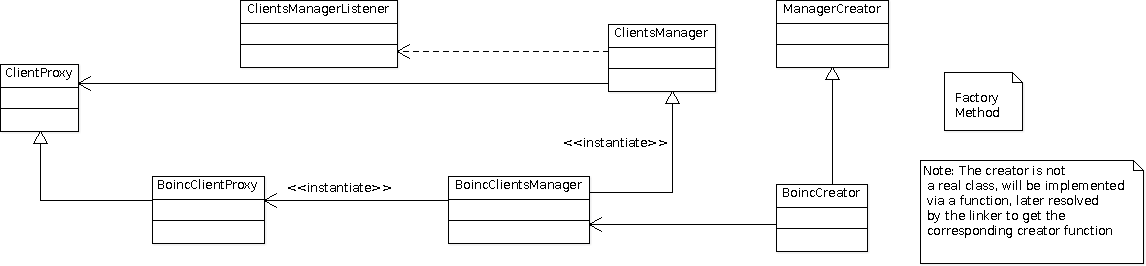 ClientsManagerListener
ManagerCreator
ClientsManager
ClientProxy
Factory
Method
<<instantiate>>
Note: The creator is not
a real class, will be implemented
via a function, later resolved
by the linker to get the
corresponding creator function
BoincClientProxy
<<instantiate>>
BoincClientsManager
BoincCreator